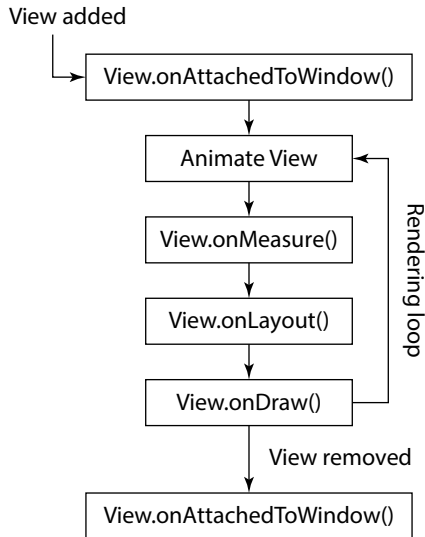 View added
View.onAttachedToWindow()
Animate View
View.onMeasure()
Rendering loop
View.onLayout()
View.onDraw()
View removed
View.onAttachedToWindow()